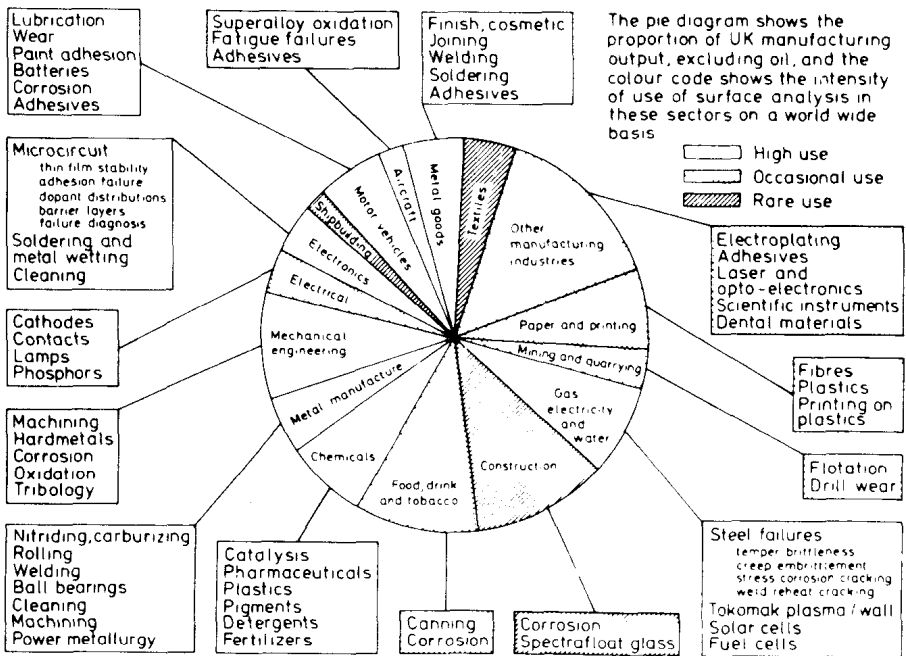 Lubrication
Wear
Paint adhesion
Batteries
Corrosion
Adhesives
Superalloy oxidation
Fatigue failures
Adhesives
Finish, cosmetic
Joining
Welding
Soldering
Adhesives
The pie diagram shows the
proportion of UK manufacturing
output, excluding oil, and the
colour code shows the intensity
of use of surface analysis in
these sectors on a world wide
basis
High use
Occasional use
Rare use
Microcircuit
thin film stability
adhesion failure
dopant distributions
barrier layers
failure diagnosis
Soldering and
metal wetting
Cleaning
Cathodes
Contacts
Lamps
Phosphors
Machining
Hardmetals
Corrosion
Oxidation
Tribology
Nitriding, carburizing
Rolling
Welding
Ball bearings
Cleaning
Machining
Power metallurgy
Catalysis
Pharmaceuticals
Plastics
Pigments
Detergents
Fertilizers
Canning
Corrosion
Corrosion
Spectrafloat glass
Steel failures
temper brittleness
creep embrittlement
stress corrosion cracking
weld reheat cracking
Tokomak plasma / wall
Solar cells
Fuel cells
Flotation
Drill wear
Fibres
Plastics
Printing on
plastics
Electroplating
Adhesives
Laser and
opto-electronics
Scientific instruments
Dental materials
Textiles
Other
manufacturing
industries
Paper and printing
Mining and quarrying
Gas
electricity
and
water
Construction
Food, drink
and tobacco
Chemicals
Metal manufacture
Mechanical
engineering
Electrical
Electronics
Shipbuilding
Motor vehicles
Aircraft
Metal goods